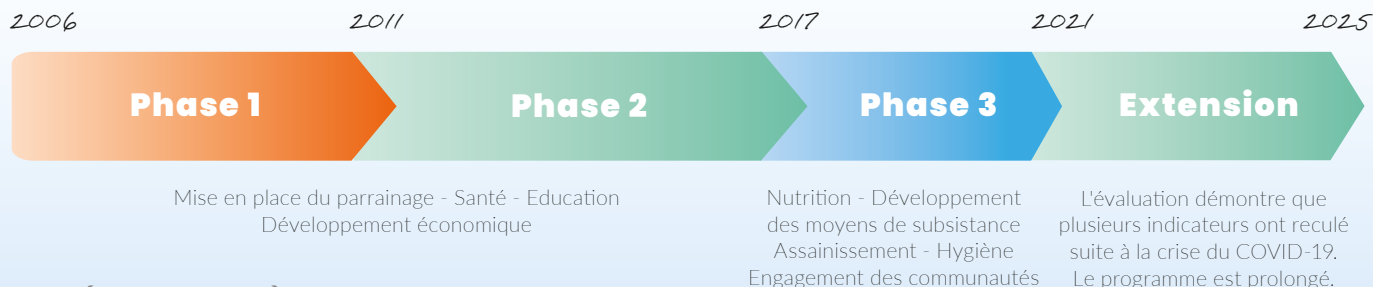 2006 2011 2017 2021 2025
Phase 1 Phase 2 Phase 3 Extension
Mise en place du parrainage - Santé - Education
Développement économique
Nutrition - Développement
des moyens de subsistance
Assainissement - Hygiène
Engagement des communautés
L'évaluation démontre que
plusieurs indicateurs ont reculé
suite à la crise du COVID-19.
Le programme est prolongé.